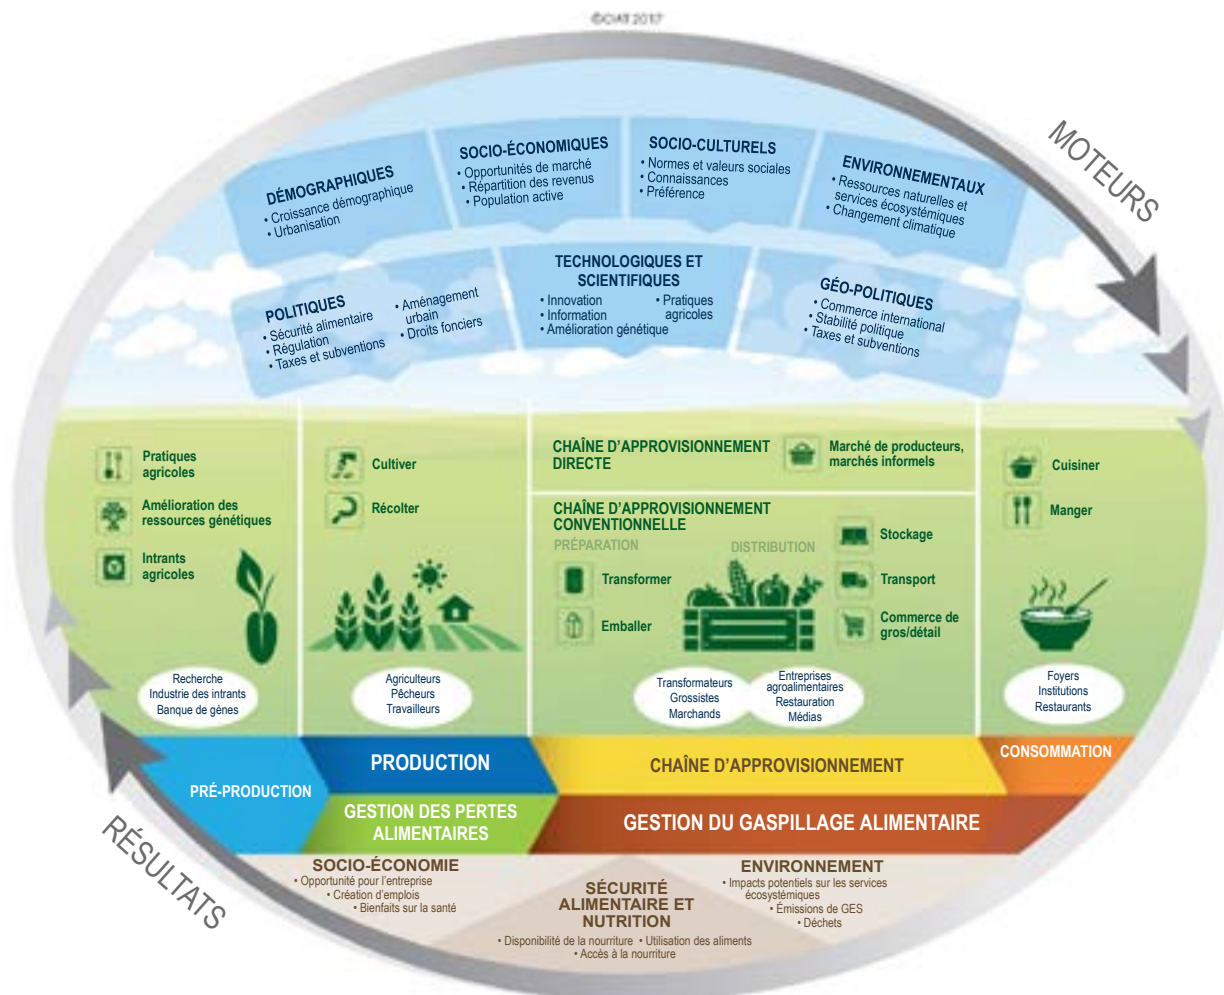 ©CIAT 2017
MOTEURS
DÉMOGRAPHIQUES
• Croissance démographique
• Urbanisation
SOCIO-ÉCONOMIQUES
• Opportunités de marché
• Répartition des revenus
• Population active
SOCIO-CULTURELS
• Normes et valeurs sociales
• Connaissances
• Préférence
ENVIRONNEMENTAUX
• Ressources naturelles et
services écosystémiques
• Changement climatique
POLITIQUES
• Sécurité alimentaire
• Régulation
• Taxes et subventions
• Aménagement
urbain
• Droits fonciers
TECHNOLOGIQUES ET
SCIENTIFIQUES
• Innovation
• Information
• Amélioration génétique
• Pratiques
agricoles
GÉO-POLITIQUES
• Commerce international
• Stabilité politique
• Taxes et subventions
Pratiques
agricoles
Amélioration des
ressources génétiques
Intrants
agricoles
Recherche
Industrie des intrants
Banque de gènes
Cultiver
Récolter
Agriculteurs
Pêcheurs
Travailleurs
CHAÎNE D'APPROVISIONNEMENT
DIRECTE
Marché de producteurs,
marchés informels
CHAÎNE D'APPROVISIONNEMENT
CONVENTIONNELLE
PRÉPARATION
DISTRIBUTION
Transformer
Emballer
Stockage
Transport
Commerce de
gros/détail
Transformateurs
Grossistes
Marchands
Entreprises
agroalimentaires
Restauration
Médias
Cuisiner
Manger
Foyers
Institutions
Restaurants
PRÉ-PRODUCTION
PRODUCTION
CHAÎNE D'APPROVISIONNEMENT
CONSOMMATION
GESTION DES PERTES
ALIMENTAIRES
GESTION DU GASPILLAGE ALIMENTAIRE
RÉSULTATS
SOCIO-ÉCONOMIE
• Opportunité pour l'entreprise
• Création d'emplois
• Bienfaits sur la santé
SÉCURITÉ
ALIMENTAIRE ET
NUTRITION
• Disponibilité de la nourriture • Utilisation des aliments
• Accès à la nourriture
ENVIRONNEMENT
• Impacts potentiels sur les services
écosystémiques
• Émissions de GES
• Déchets